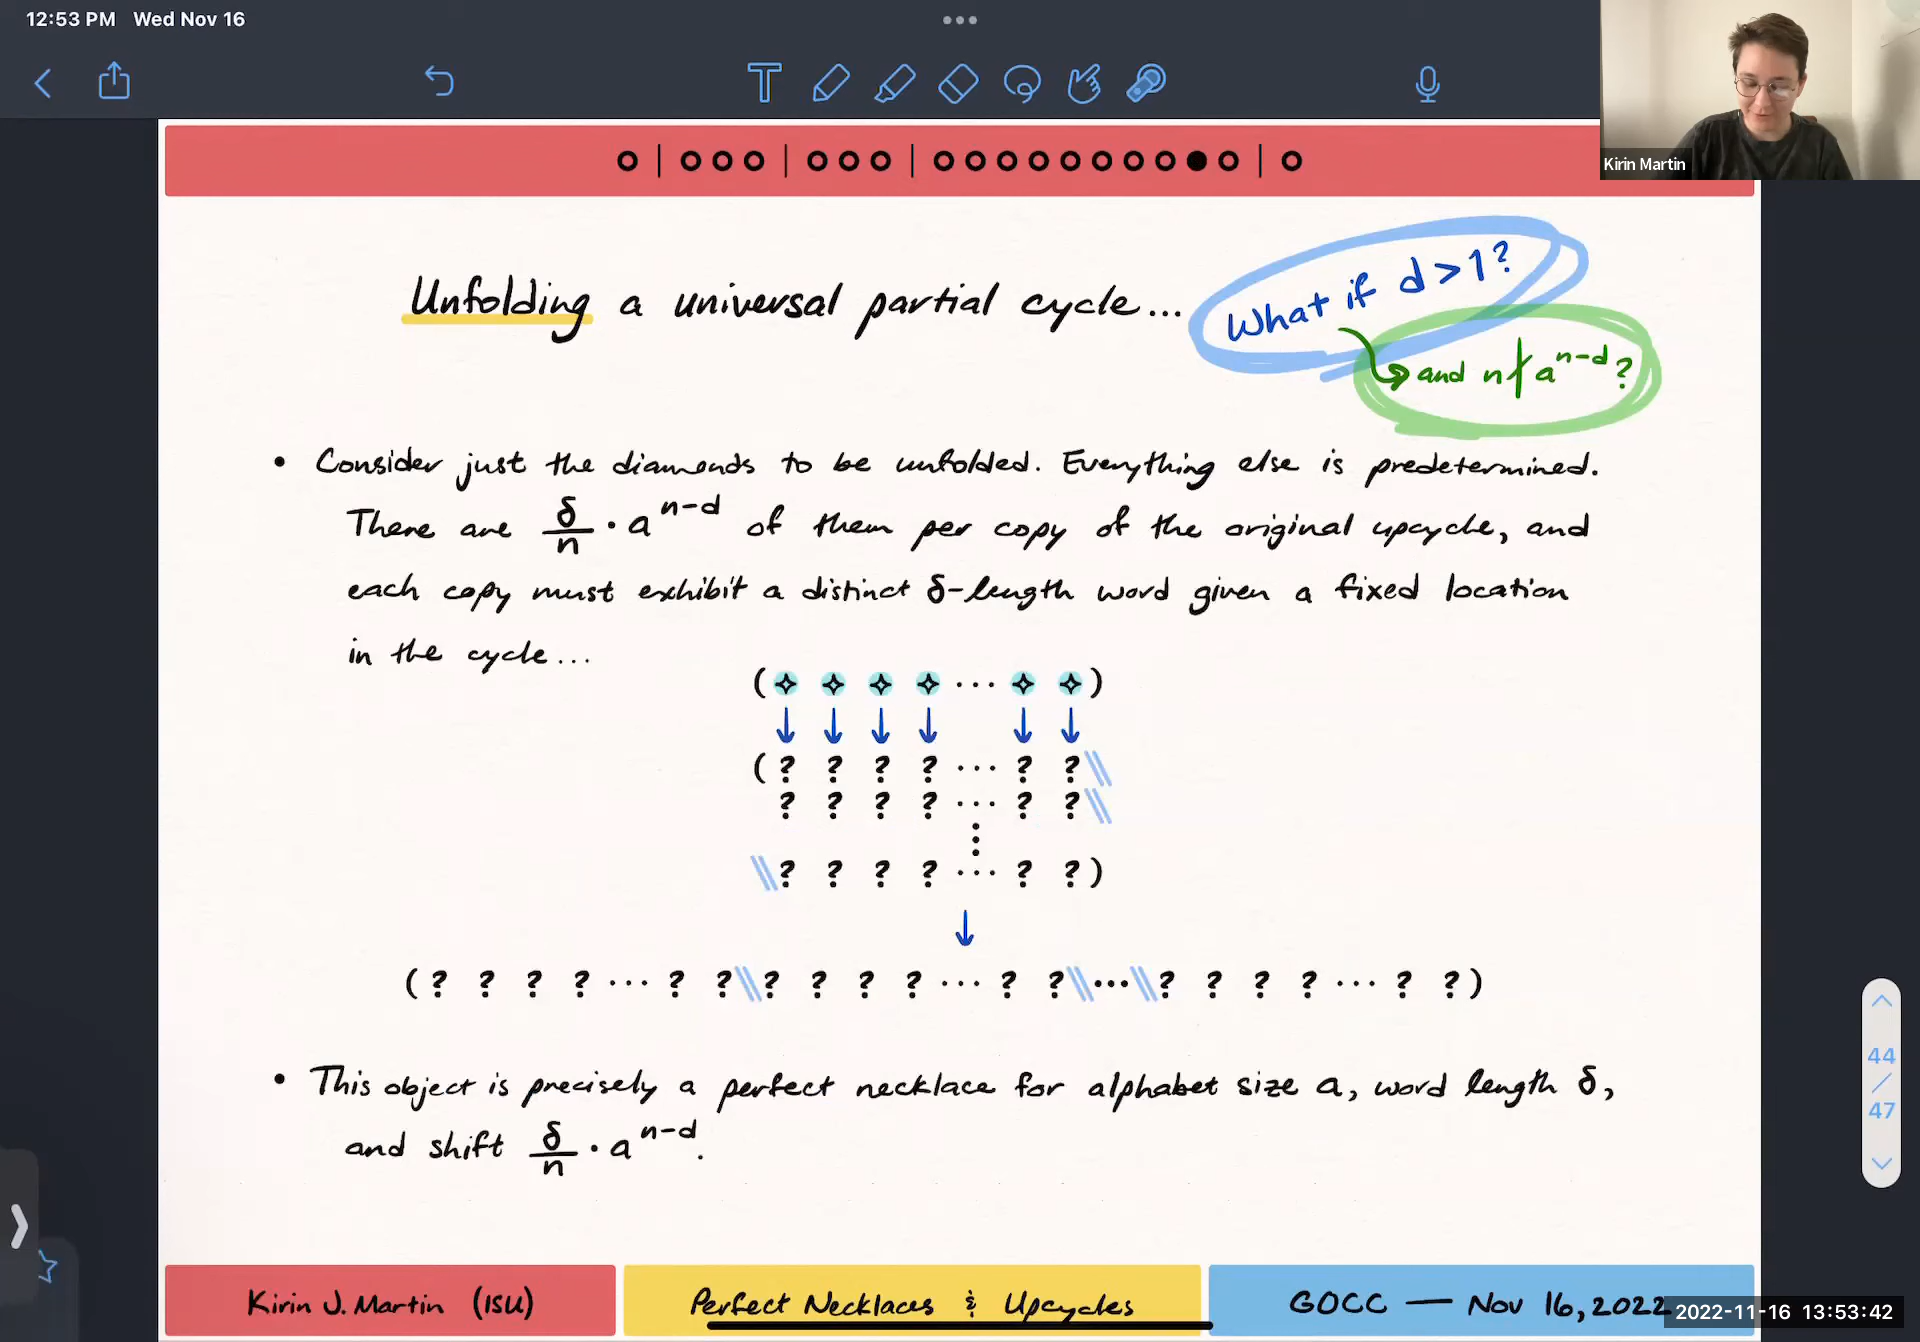 12:53 PM Wed Nov 16
Kirin Martin
Unfolding a universal partial cycle...
What if d > 1?
and n ∤ a^{n-d}?
• Consider just the diamonds to be unfolded. Everything else is predetermined.
There are δ/n · a^{n-d} of them per copy of the original upcycle, and
each copy must exhibit a distinct δ-length word given a fixed location
in the cycle...
(✧ ✧ ✧ ✧ ... ✧ ✧)
↓ ↓ ↓ ↓ ↓ ↓
(? ? ? ? ... ? ?\\
? ? ? ? ... ? ?\\
⋮
\\? ? ? ? ... ? ?)
↓
(? ? ? ? ... ? ?\\? ? ? ? ... ? ?\\...\\? ? ? ? ... ? ?)
• This object is precisely a perfect necklace for alphabet size a, word length δ,
and shift δ/n · a^{n-d}.
44
/
47
Kirin J. Martin (ISU)
Perfect Necklaces & Upcycles
GOCC — Nov 16, 2022
2022-11-16 13:53:42